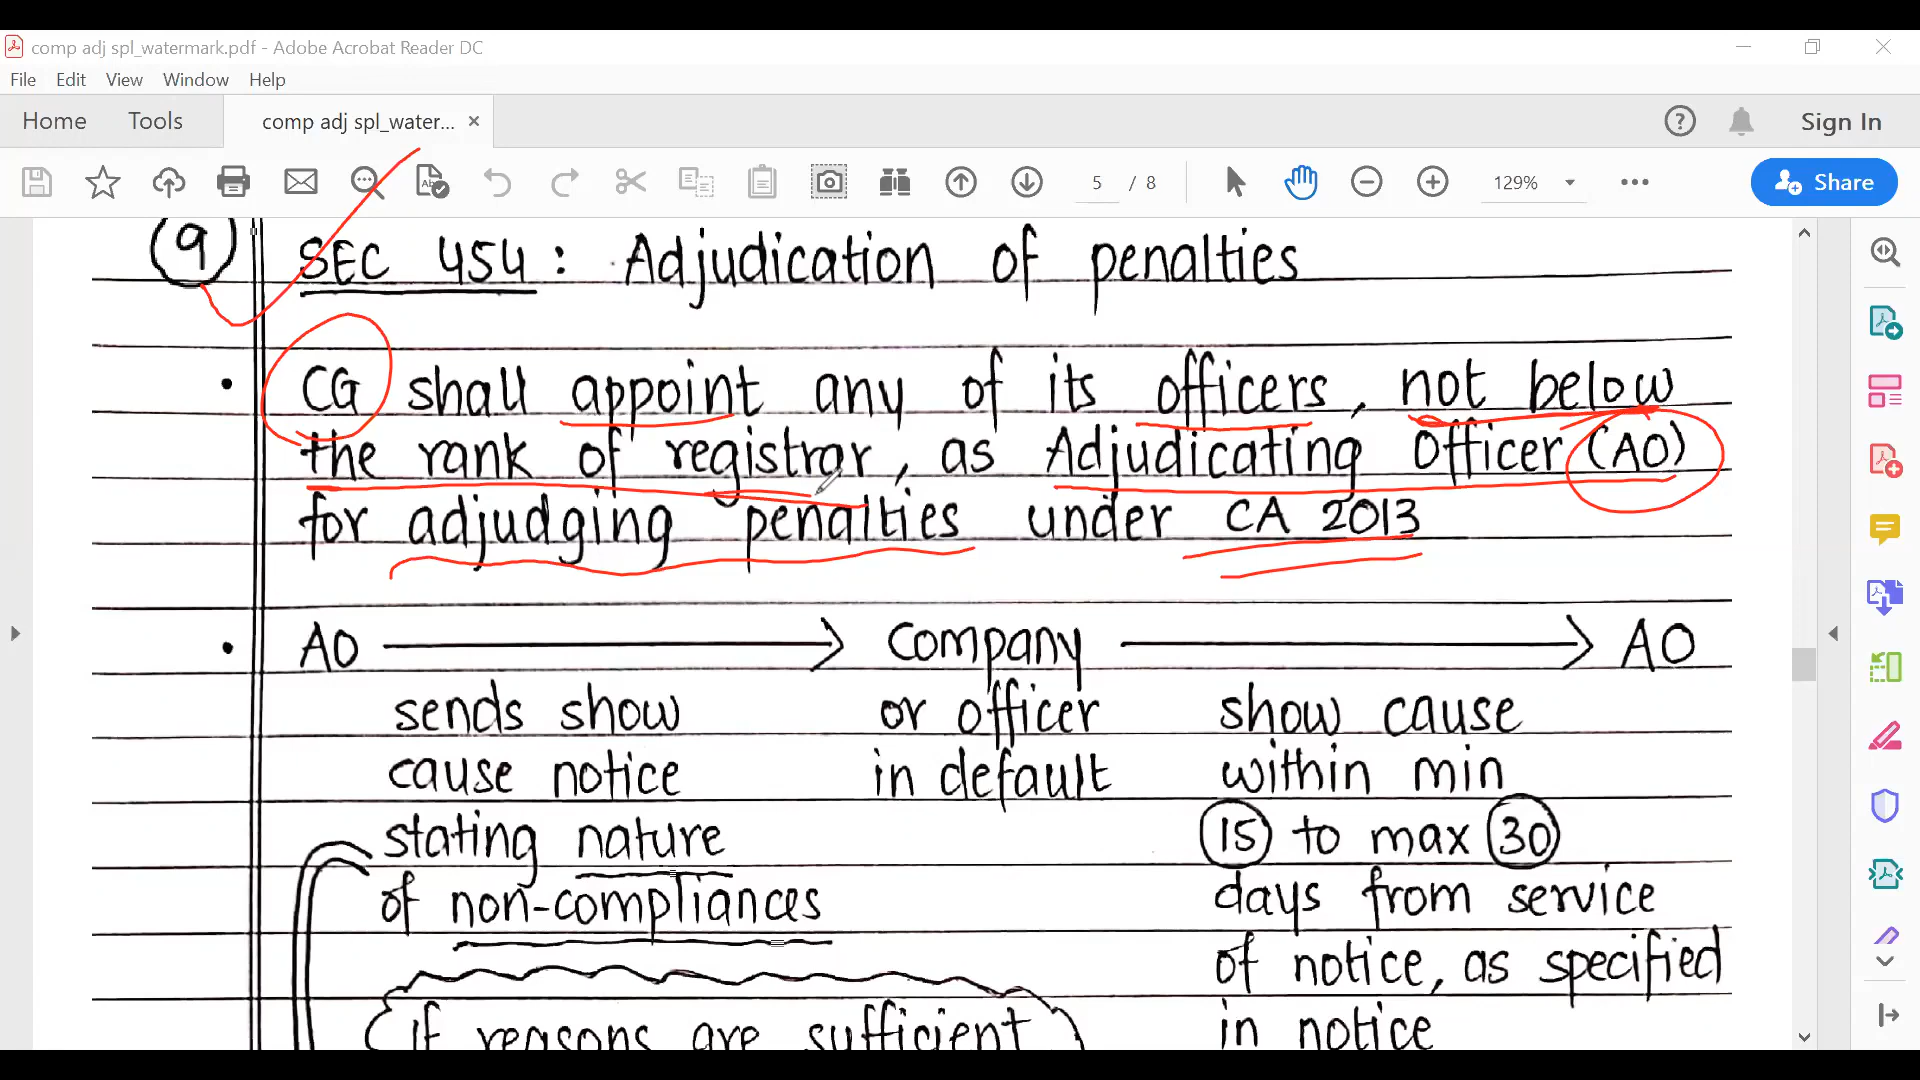 comp adj spl_watermark.pdf - Adobe Acrobat Reader DC
File Edit View Window Help
Home Tools comp adj spl_water... × ? Sign In
5 / 8 129% Share
9 SEC 454 : Adjudication of penalties
• CG shall appoint any of its officers, not below
the rank of registrar, as Adjudicating Officer (AO)
for adjudging penalties under CA 2013
• AO → Company → AO
sends show or officer show cause
cause notice in default within min
stating nature 15 to max 30
of non-compliances days from service
of notice, as specified
if reasons are sufficient in notice